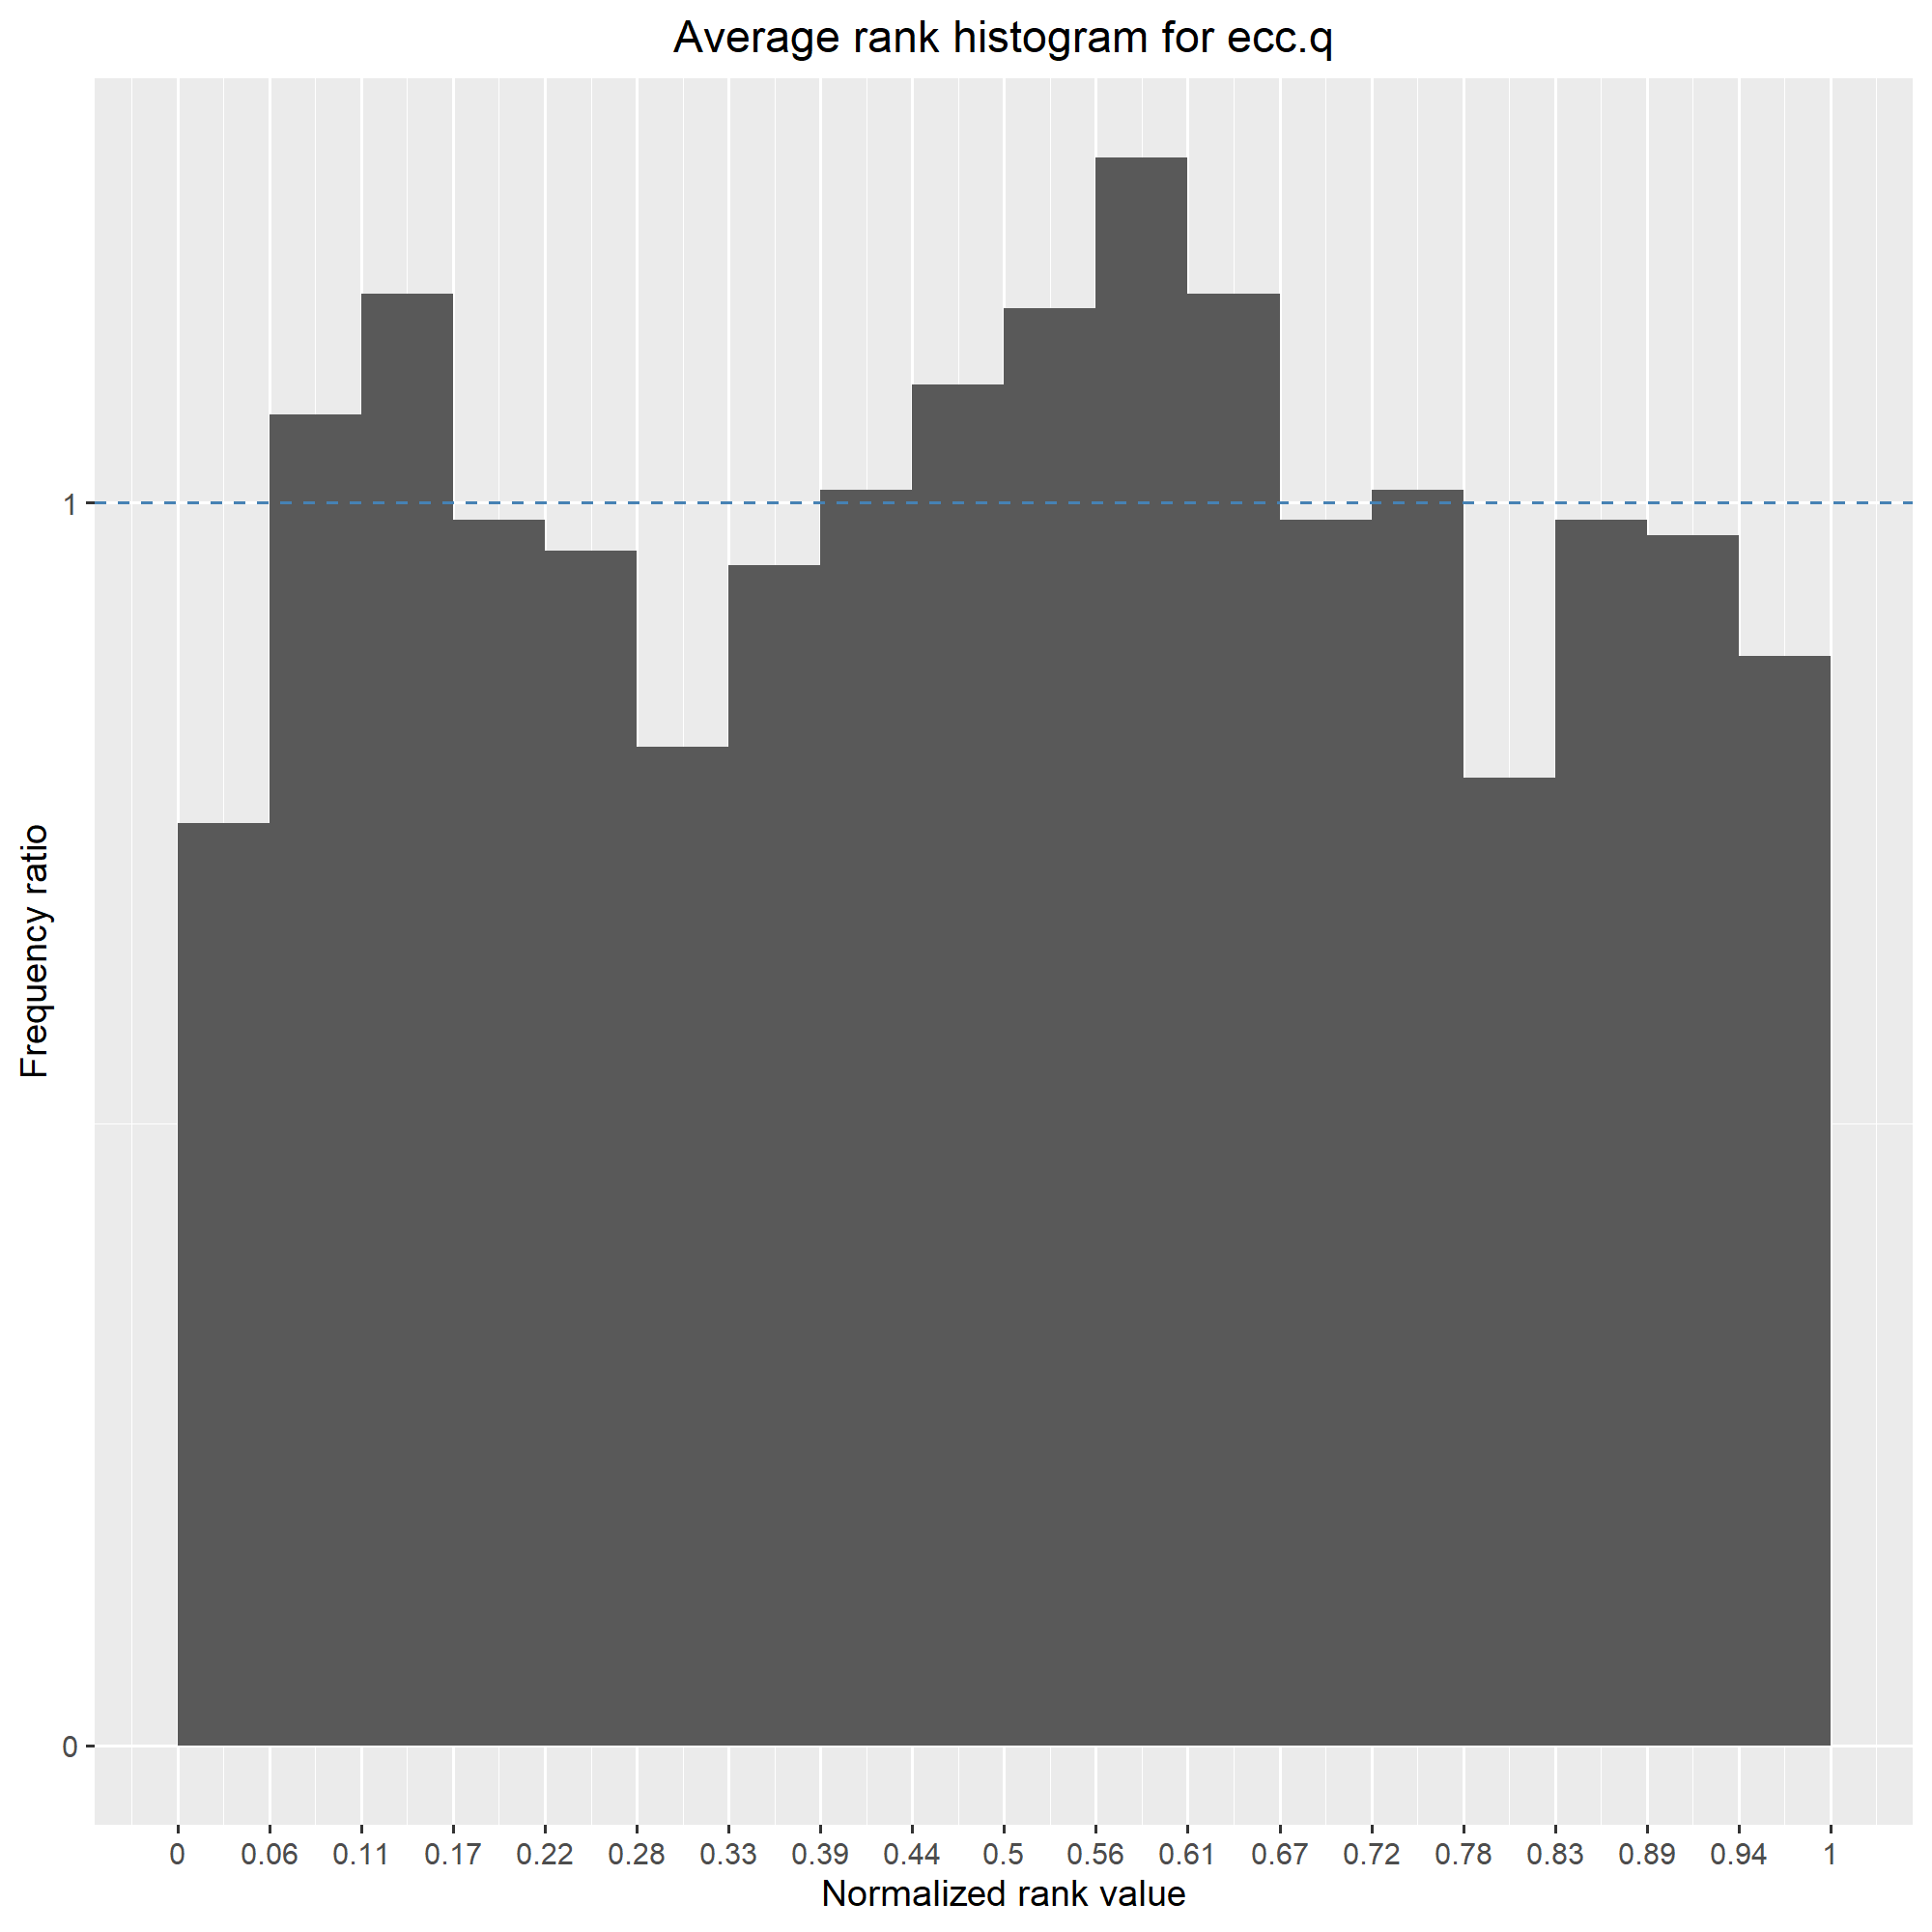 Average rank histogram for ecc.q
Frequency ratio
1
0
0 0.06 0.11 0.17 0.22 0.28 0.33 0.39 0.44 0.5 0.56 0.61 0.67 0.72 0.78 0.83 0.89 0.94 1
Normalized rank value